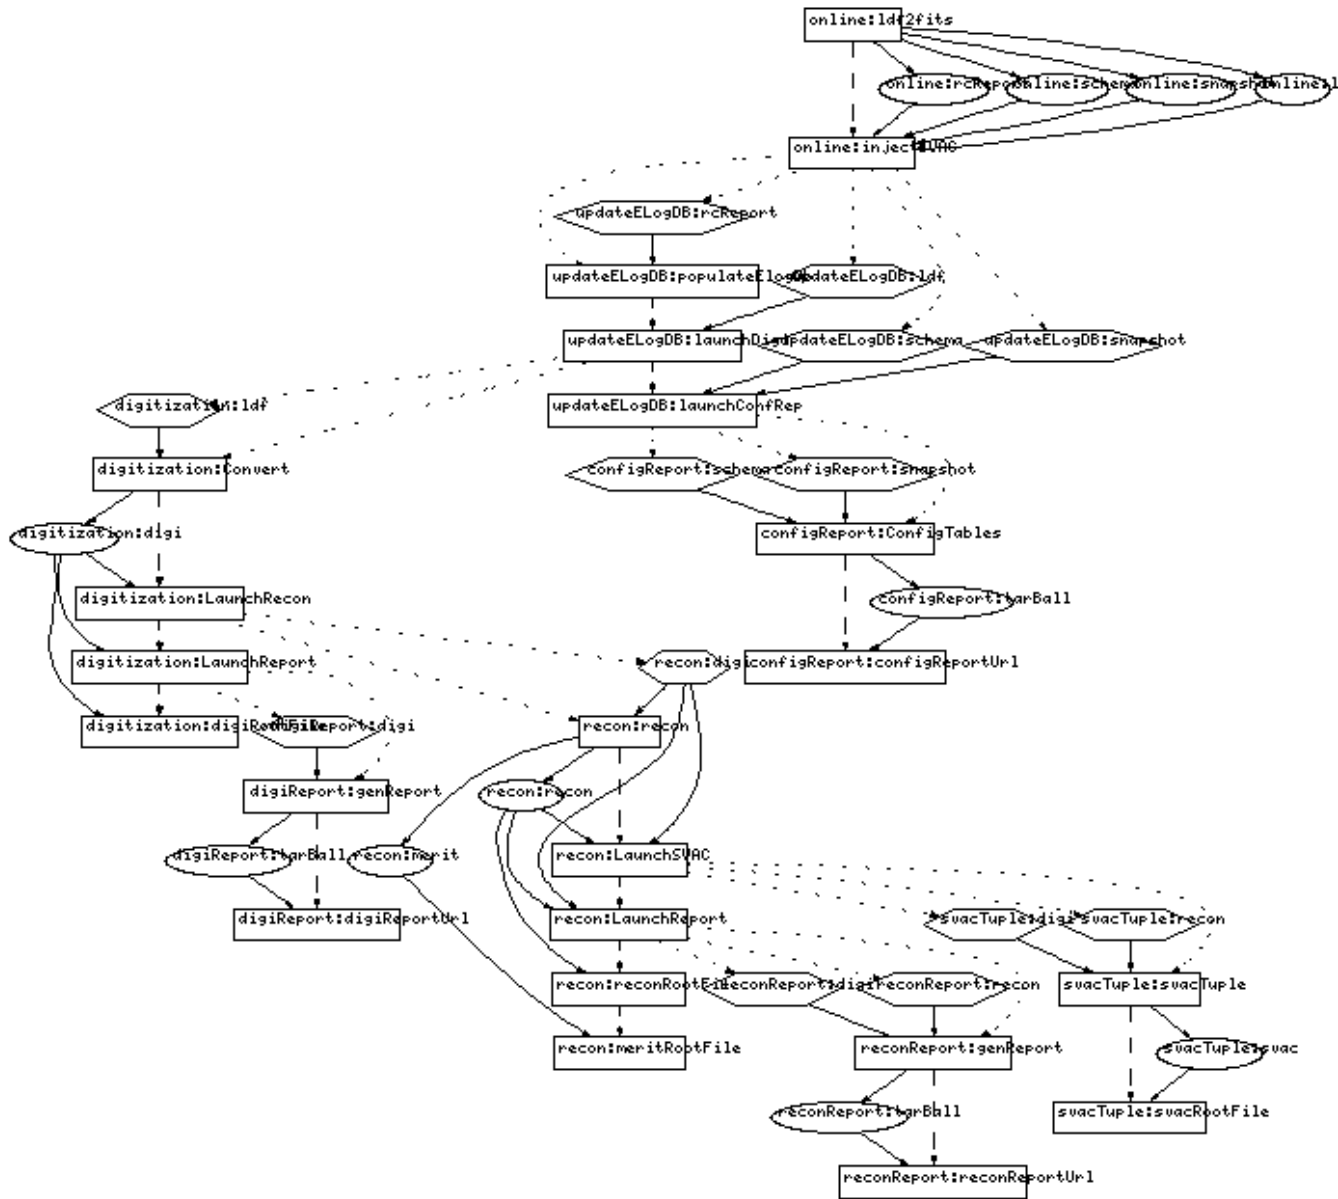 online:ldf2fits
online:rcReport
online:schema
online:snapshot
online:l
online:injectSVAC
updateELogDB:rcReport
updateELogDB:populateElogDB
updateELogDB:ldf
updateELogDB:launchDigi
updateELogDB:schema
updateELogDB:snapshot
digitization:ldf
updateELogDB:launchConfRep
digitization:Convert
configReport:schema
configReport:snapshot
digitization:digi
configReport:ConfigTables
digitization:LaunchRecon
configReport:tarBall
digitization:LaunchReport
recon:digi
configReport:configReportUrl
digitization:digiRootFile
digiReport:digi
recon:recon
digiReport:genReport
recon:recon
digiReport:tarBall
recon:merit
recon:LaunchSVAC
digiReport:digiReportUrl
recon:LaunchReport
svacTuple:digi
svacTuple:recon
recon:reconRootFile
reconReport:digi
reconReport:recon
svacTuple:svacTuple
recon:meritRootFile
reconReport:genReport
svacTuple:svac
reconReport:tarBall
svacTuple:svacRootFile
reconReport:reconReportUrl